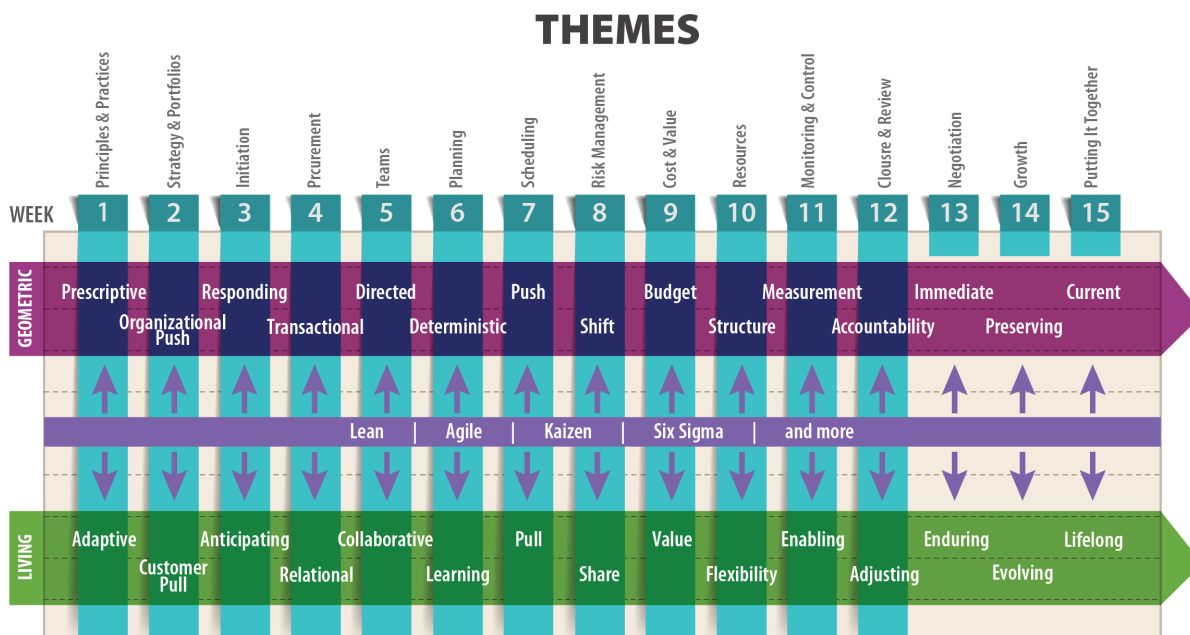 THEMES
Principles & Practices
Strategy & Portfolios
Initiation
Prcurement
Teams
Planning
Scheduling
Risk Management
Cost & Value
Resources
Monitoring & Control
Clousre & Review
Negotiation
Growth
Putting It Together
WEEK 1 2 3 4 5 6 7 8 9 10 11 12 13 14 15
GEOMETRIC
Prescriptive Responding Directed Push Budget Measurement Immediate Current
Organizational
Push
Transactional Deterministic Shift Structure Accountability Preserving
Lean | Agile | Kaizen | Six Sigma | and more
LIVING
Adaptive Anticipating Collaborative Pull Value Enabling Enduring Lifelong
Customer
Pull
Relational Learning Share Flexibility Adjusting Evolving